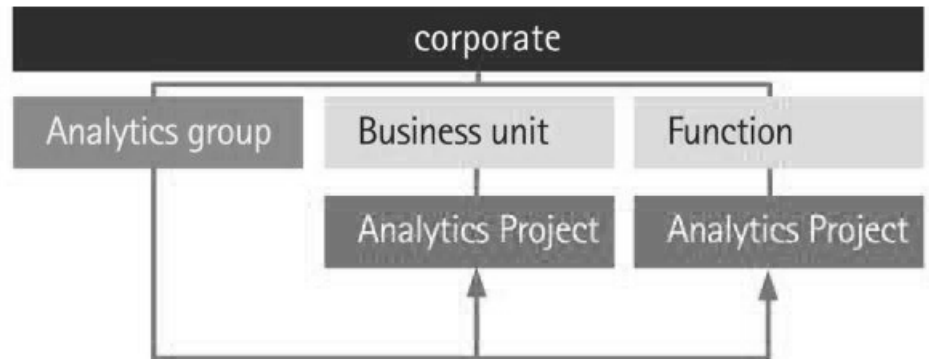 corporate
Analytics group
Business unit
Function
Analytics Project
Analytics Project